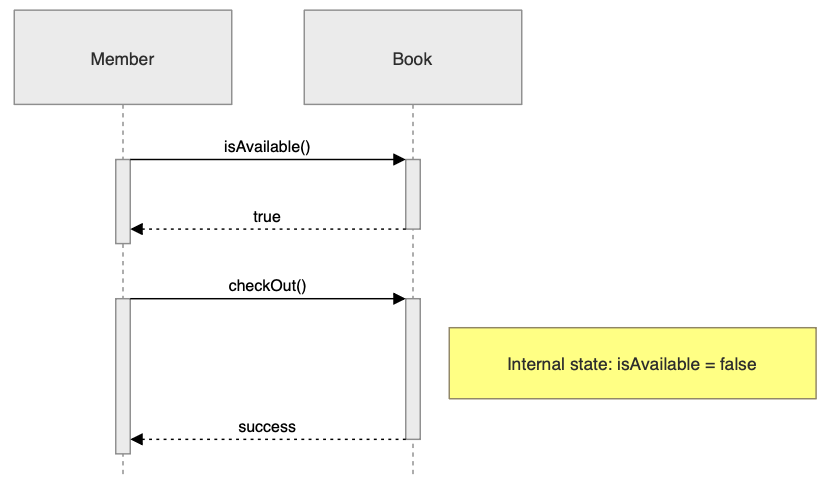 Member
Book
isAvailable()
true
checkOut()
Internal state: isAvailable = false
success